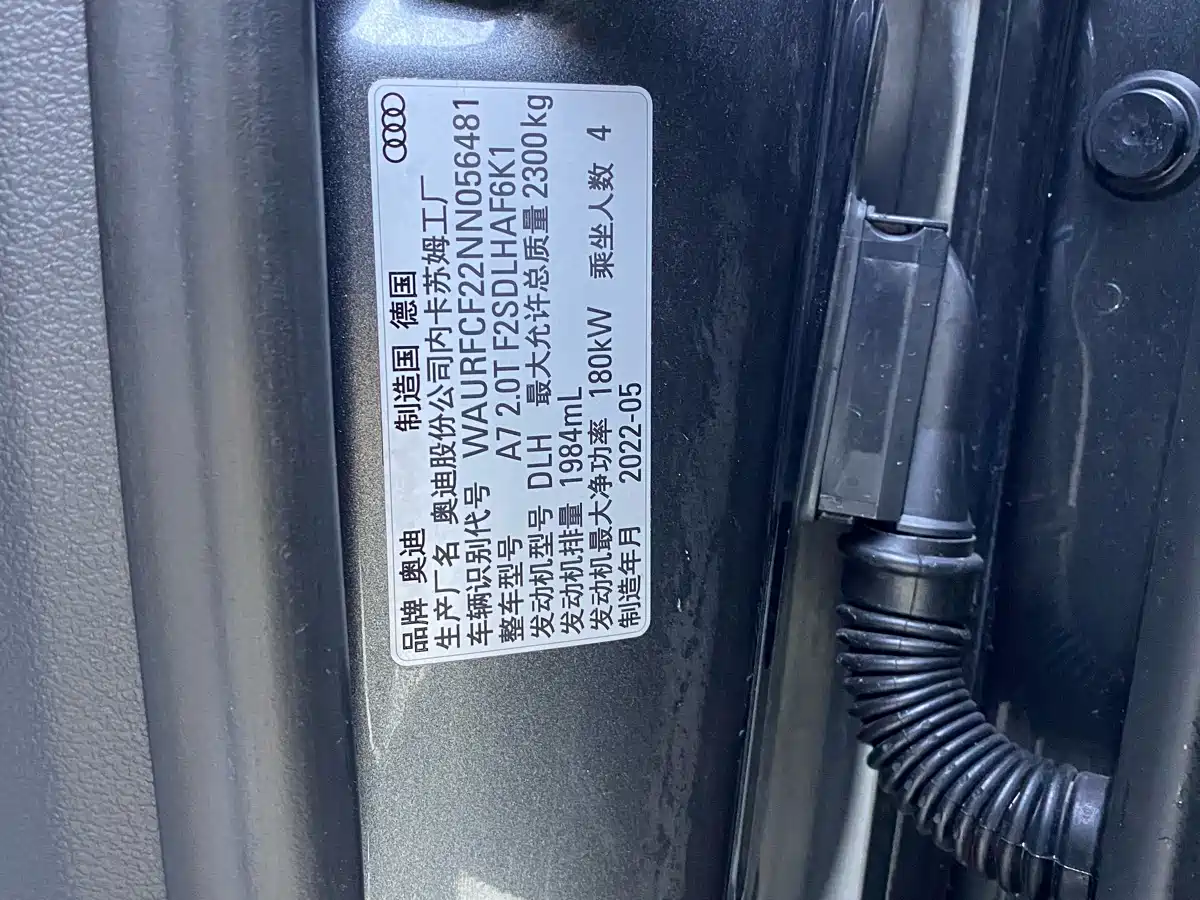 品牌 奥迪 制造国 德国
生产厂名 奥迪股份公司内卡苏姆工厂
车辆识别代号 WAURFCF22NN056481
整车型号 A7 2.0T F2SDLHAF6K1
发动机型号 DLH 最大允许总质量 2300kg
发动机排量 1984mL
发动机最大净功率 180kW 乘坐人数 4
制造年月 2022-05